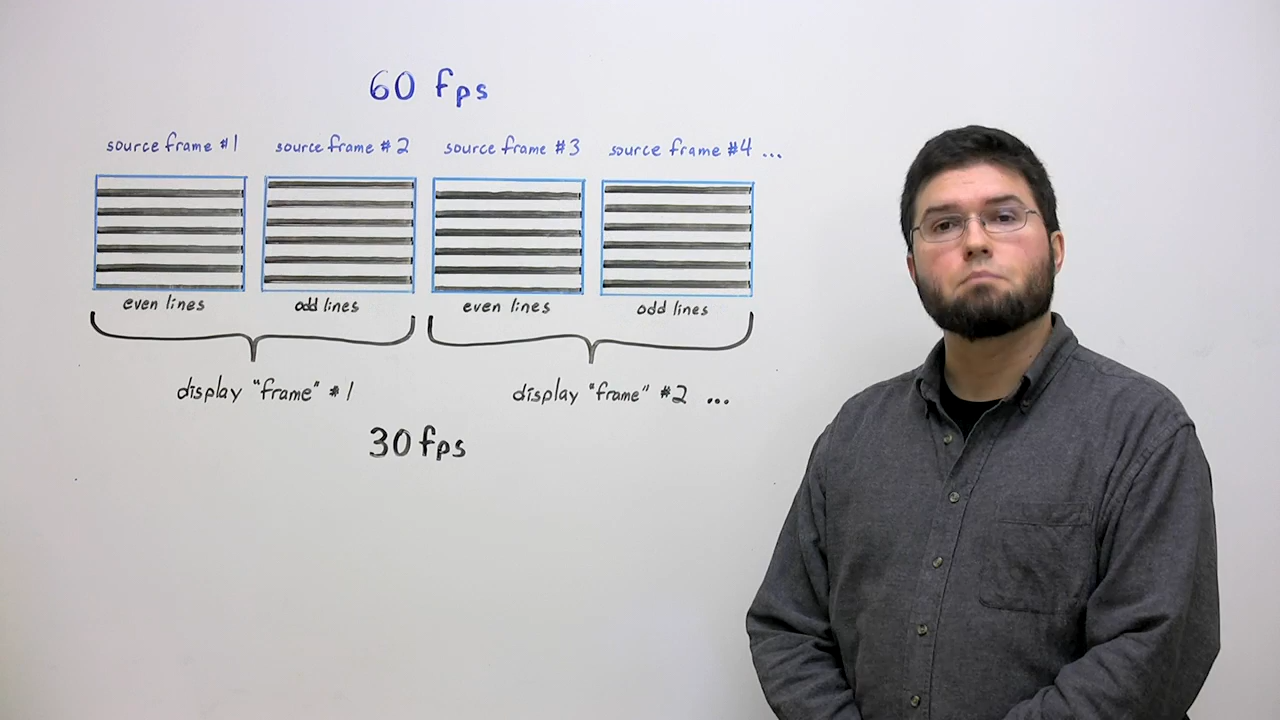 60 fps
source frame #1 source frame #2 source frame #3 source frame #4 ...
even lines odd lines even lines odd lines
display "frame" #1 display "frame" #2 ...
30 fps